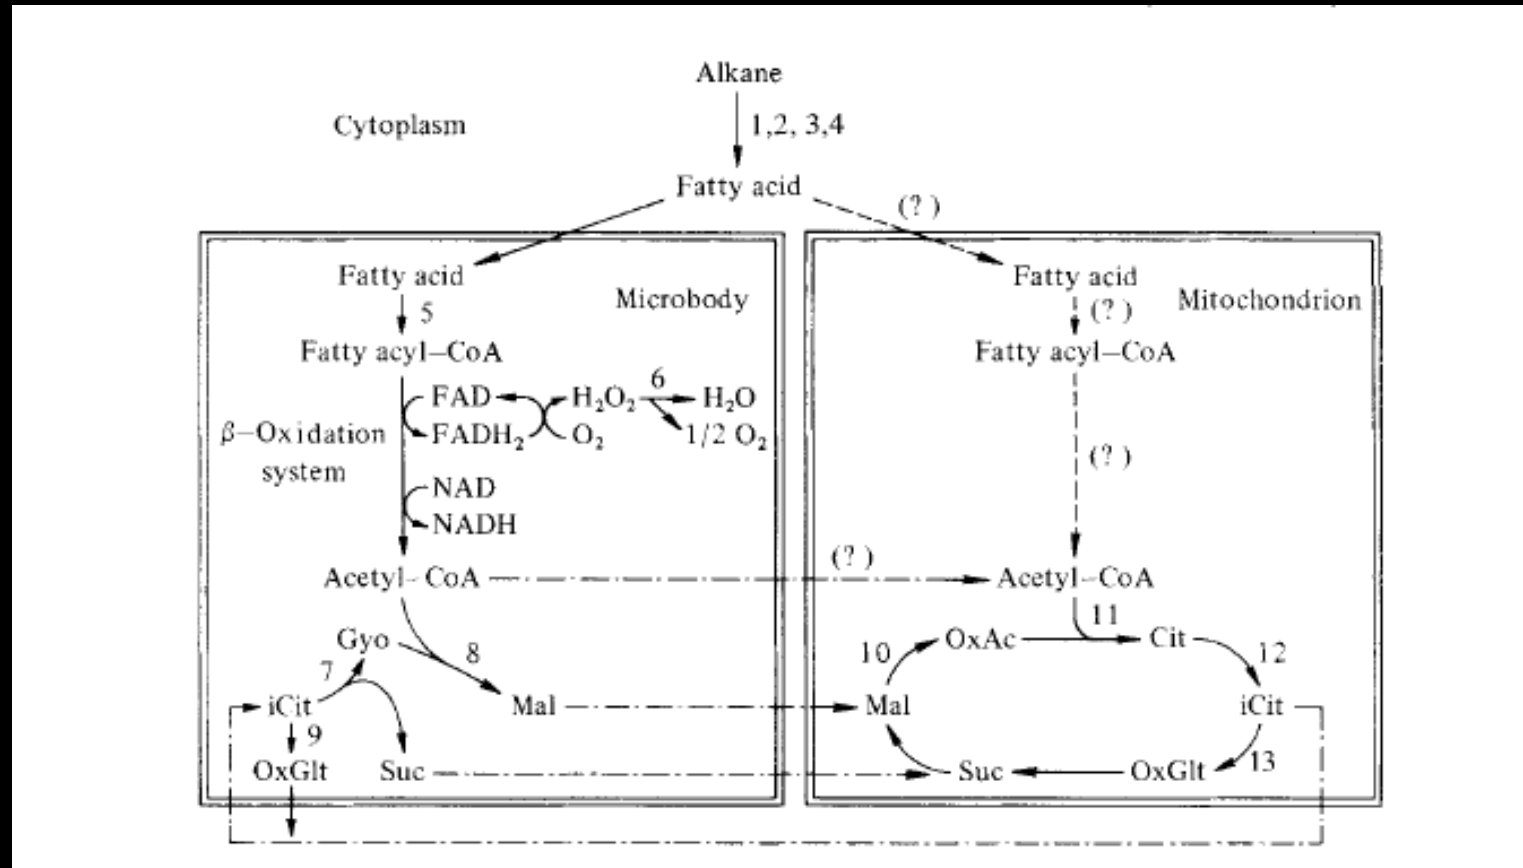 Alkane
Cytoplasm
1,2, 3,4
Fatty acid
(?)
Fatty acid
Microbody
5
Fatty acyl–CoA
FAD
H₂O₂
6
H₂O
β–Oxidation
FADH₂
O₂
1/2 O₂
system
NAD
NADH
Acetyl–CoA
(?)
Gyo
7
8
iCit
Mal
9
OxGlt
Suc
Fatty acid
Mitochondrion
(?)
Fatty acyl–CoA
(?)
Acetyl–CoA
11
OxAc
Cit
10
12
Mal
iCit
13
Suc
OxGlt